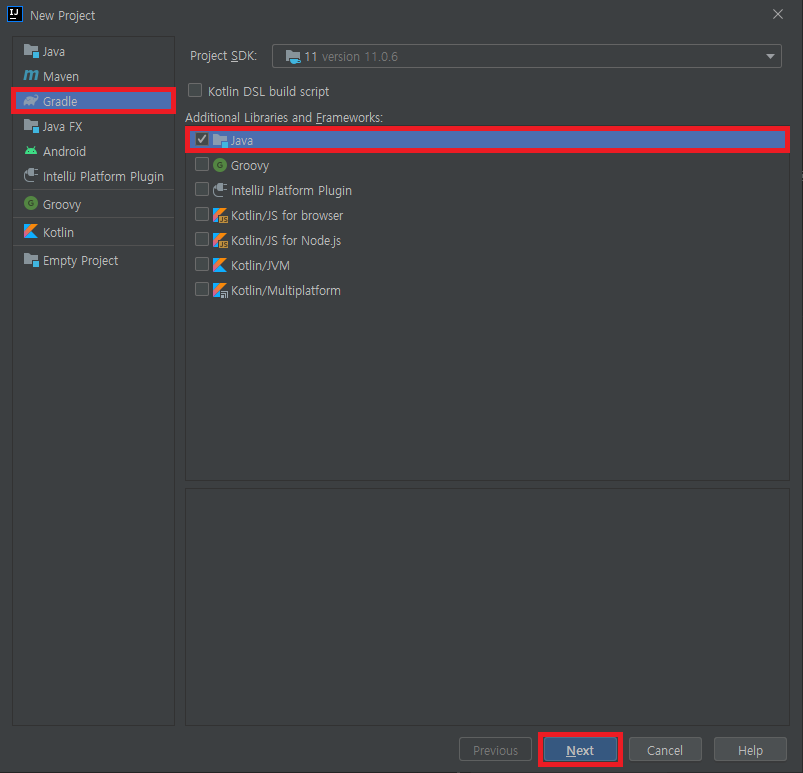 New Project
Java
Maven
Gradle
Java FX
Android
IntelliJ Platform Plugin
Groovy
Kotlin
Empty Project
Project SDK: 11 version 11.0.6
Kotlin DSL build script
Additional Libraries and Frameworks:
Java
Groovy
IntelliJ Platform Plugin
Kotlin/JS for browser
Kotlin/JS for Node.js
Kotlin/JVM
Kotlin/Multiplatform
Previous Next Cancel Help